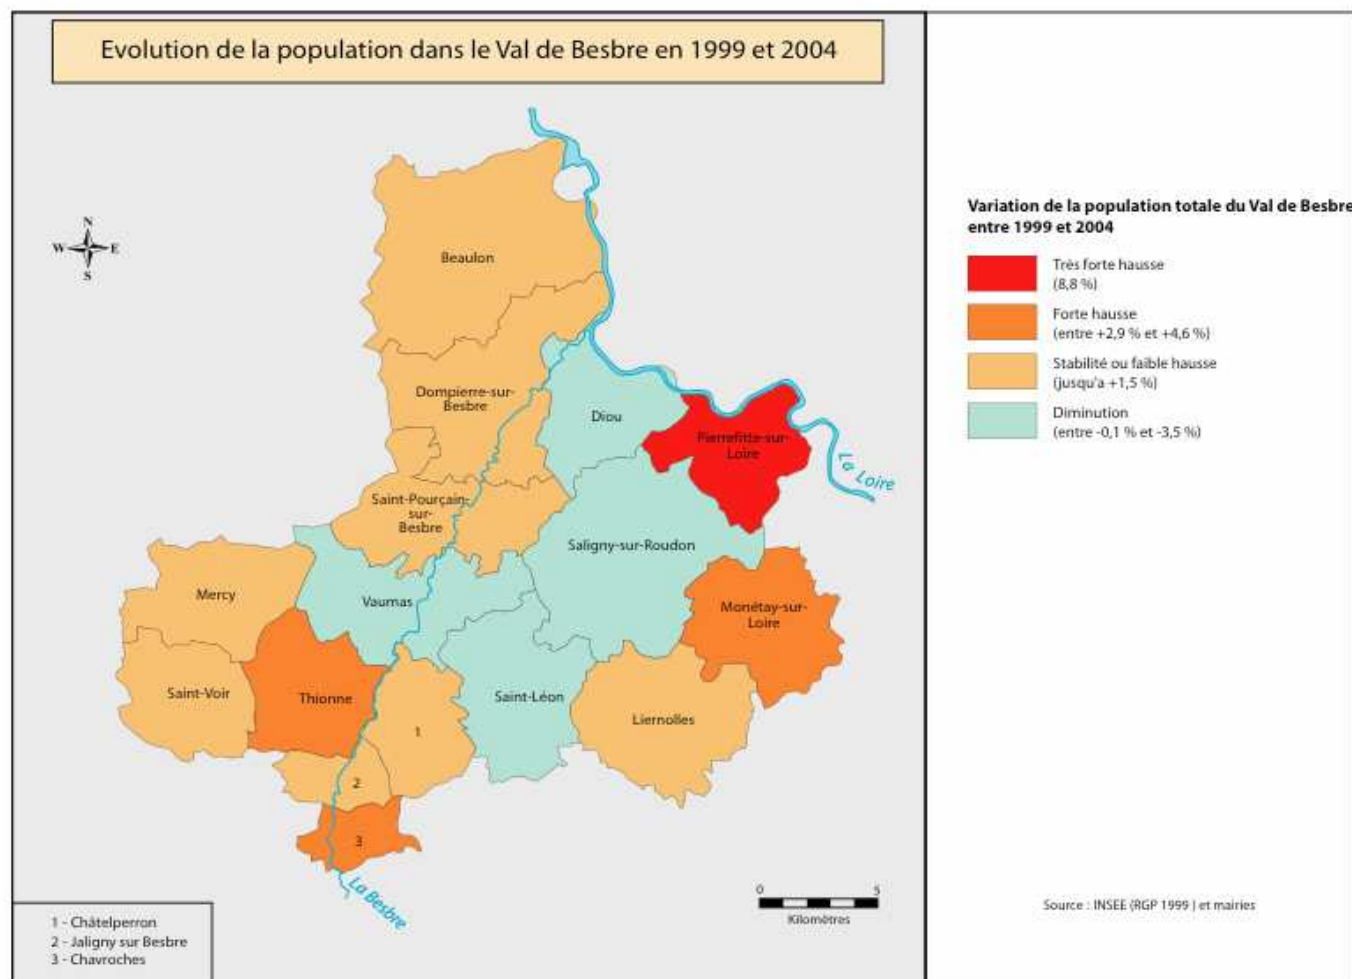 Evolution de la population dans le Val de Besbre en 1999 et 2004
N
W
E
S
Beaulon
Dompierre-sur-
Besbre
Diou
Pierrefitte-sur-
Loire
La Loire
Saint-Pourçain-
sur-
Besbre
Saligny-sur-Roudon
Mercy
Vaumas
Monétay-sur-
Loire
Saint-Voir
Thionne
Saint-Léon
Liernolles
1
2
3
La Besbre
0
5
Kilomètres
1 - Châtelperron
2 - Jaligny sur Besbre
3 - Chavroches
Variation de la population totale du Val de Besbre
entre 1999 et 2004
Très forte hausse
(8,8 %)
Forte hausse
(entre +2,9 % et +4,6 %)
Stabilité ou faible hausse
(jusqu'a +1,5 %)
Diminution
(entre -0,1 % et -3,5 %)
Source : INSEE (RGP 1999 ) et mairies